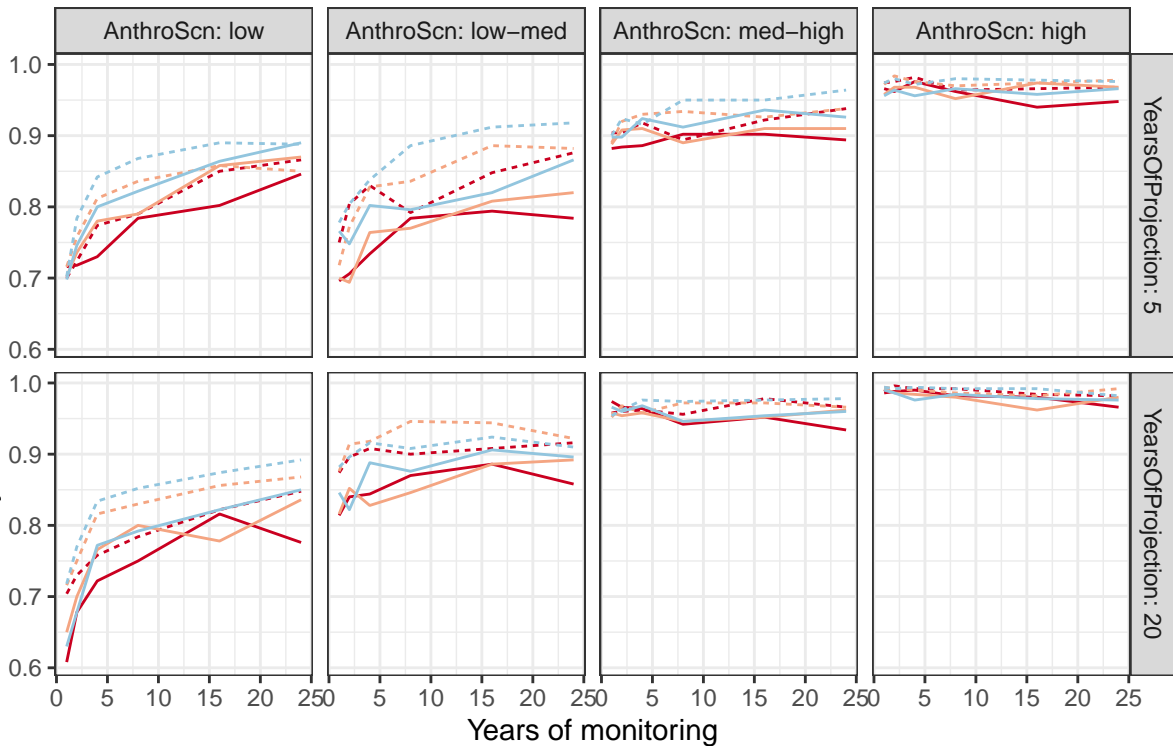 AnthroScn: low AnthroScn: low−med AnthroScn: med−high AnthroScn: high
1.0
0.9
0.8
0.7
0.6
YearsOfProjection: 5
1.0
0.9
0.8
0.7
0.6
YearsOfProjection: 20
0 5 10 15 20 25 0 5 10 15 20 25 0 5 10 15 20 25 0 5 10 15 20 25
Years of monitoring